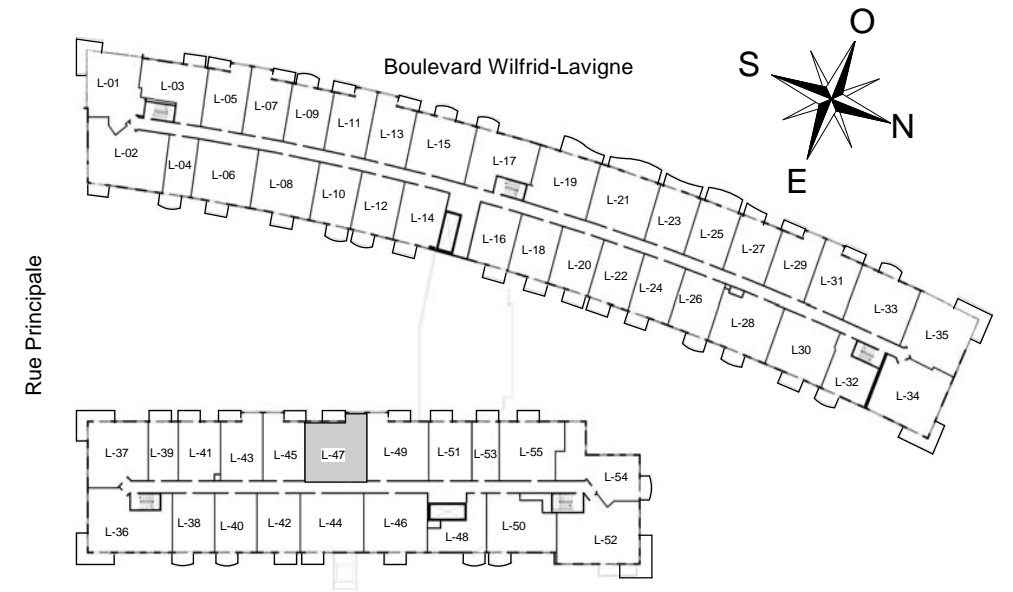 Boulevard Wilfrid-Lavigne
O
S
N
E
L-01
L-03
L-05
L-07
L-09
L-11
L-13
L-15
L-17
L-19
L-21
L-23
L-25
L-27
L-29
L-31
L-33
L-35
L-02
L-04
L-06
L-08
L-10
L-12
L-14
L-16
L-18
L-20
L-22
L-24
L-26
L-28
L30
L-32
L-34
Rue Principale
L-37
L-39
L-41
L-43
L-45
L-47
L-49
L-51
L-53
L-55
L-54
L-36
L-38
L-40
L-42
L-44
L-46
L-48
L-50
L-52